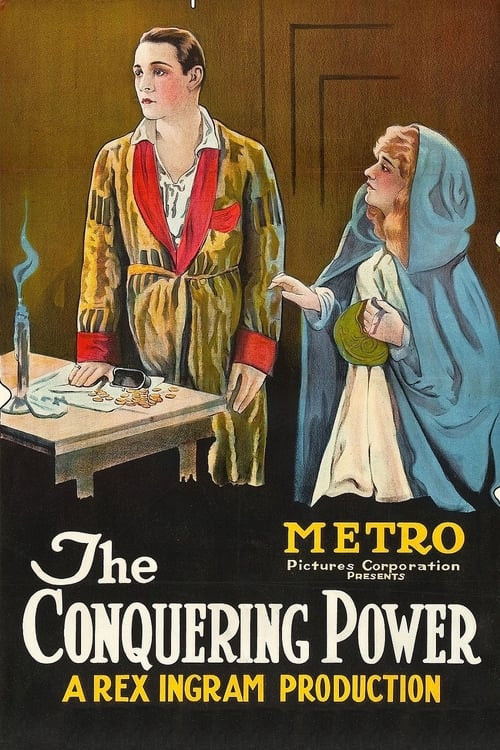 METRO
Pictures Corporation
PRESENTS
The
CONQUERING POWER
A REX INGRAM PRODUCTION